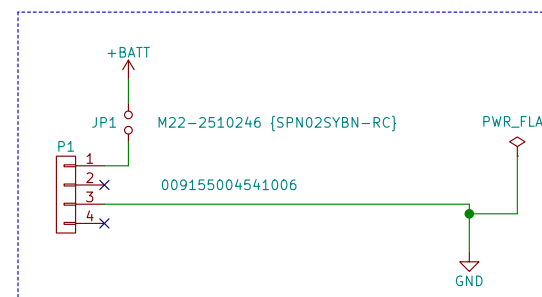 +BATT
JP1 M22-2510246 {SPN02SYBN-RC}
PWR_FLA
P1
1
2
009155004541006
3
4
GND